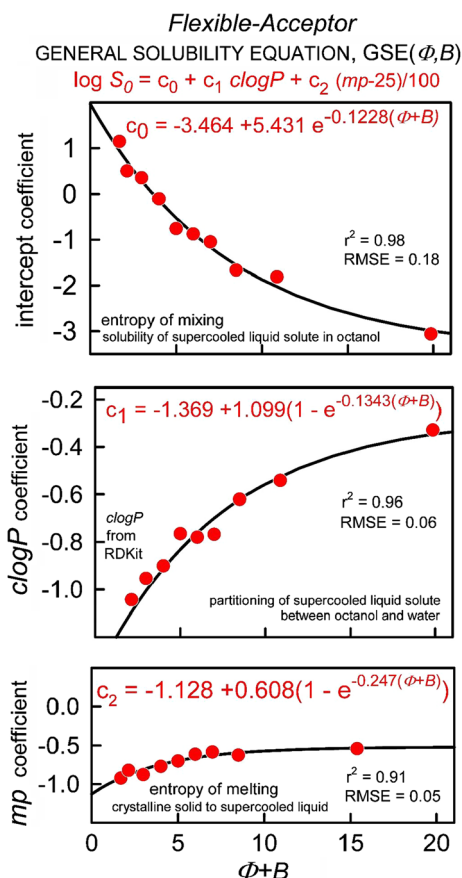 Flexible-Acceptor
GENERAL SOLUBILITY EQUATION, GSE(Φ,B)
log S₀ = c₀ + c₁ clogP + c₂ (mp-25)/100
c₀ = -3.464 +5.431 e^-0.1228(Φ+B)
1
0
-1
-2
-3
intercept coefficient
r² = 0.98
RMSE = 0.18
entropy of mixing
solubility of supercooled liquid solute in octanol
c₁ = -1.369 +1.099(1 - e^-0.1343(Φ+B))
-0.2
-0.4
-0.6
-0.8
-1.0
clogP coefficient
clogP
from
RDKit
r² = 0.96
RMSE = 0.06
partitioning of supercooled liquid solute
between octanol and water
c₂ = -1.128 +0.608(1 - e^-0.247(Φ+B))
0.0
-0.5
-1.0
mp coefficient
r² = 0.91
RMSE = 0.05
entropy of melting
crystalline solid to supercooled liquid
0 5 10 15 20
Φ+B